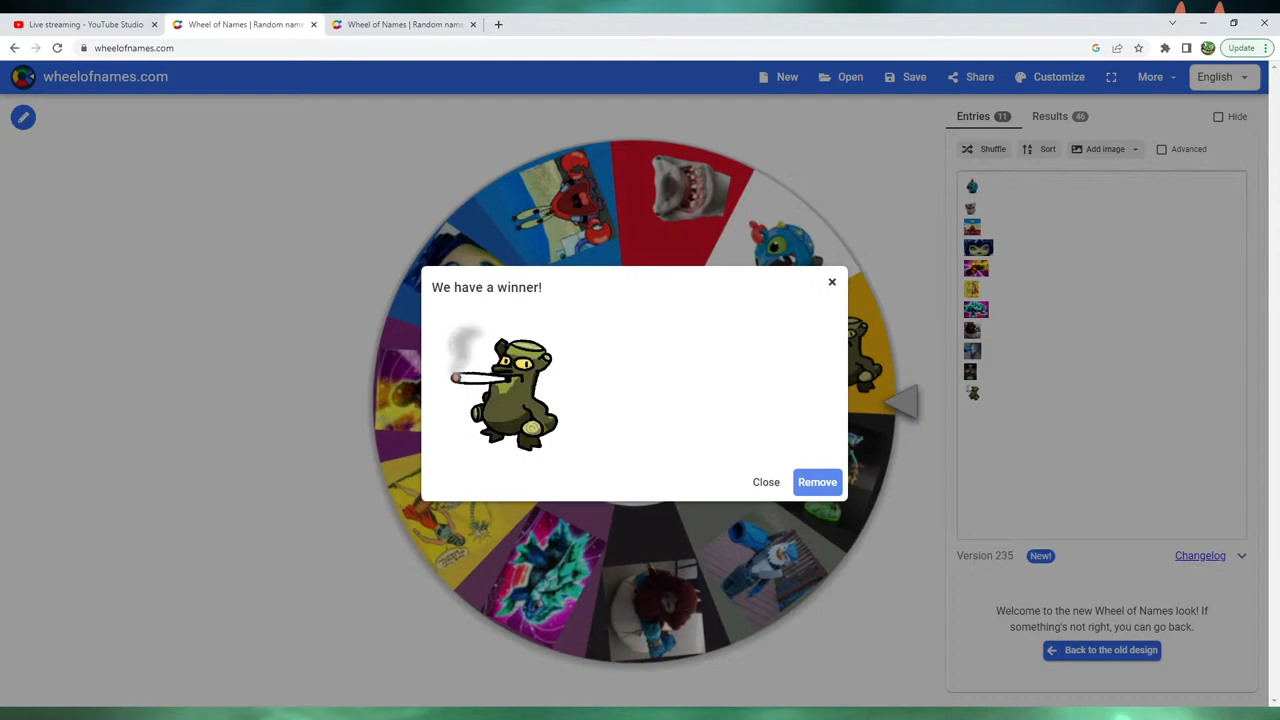 Live streaming - YouTube Studio
Wheel of Names | Random name
Wheel of Names | Random name
wheelofnames.com
Update
wheelofnames.com
New
Open
Save
Share
Customize
More
English
Entries 11
Results 46
Hide
Shuffle
Sort
Add image
Advanced
We have a winner!
Close
Remove
Version 235
New!
Changelog
Welcome to the new Wheel of Names look! If
something's not right, you can go back.
Back to the old design